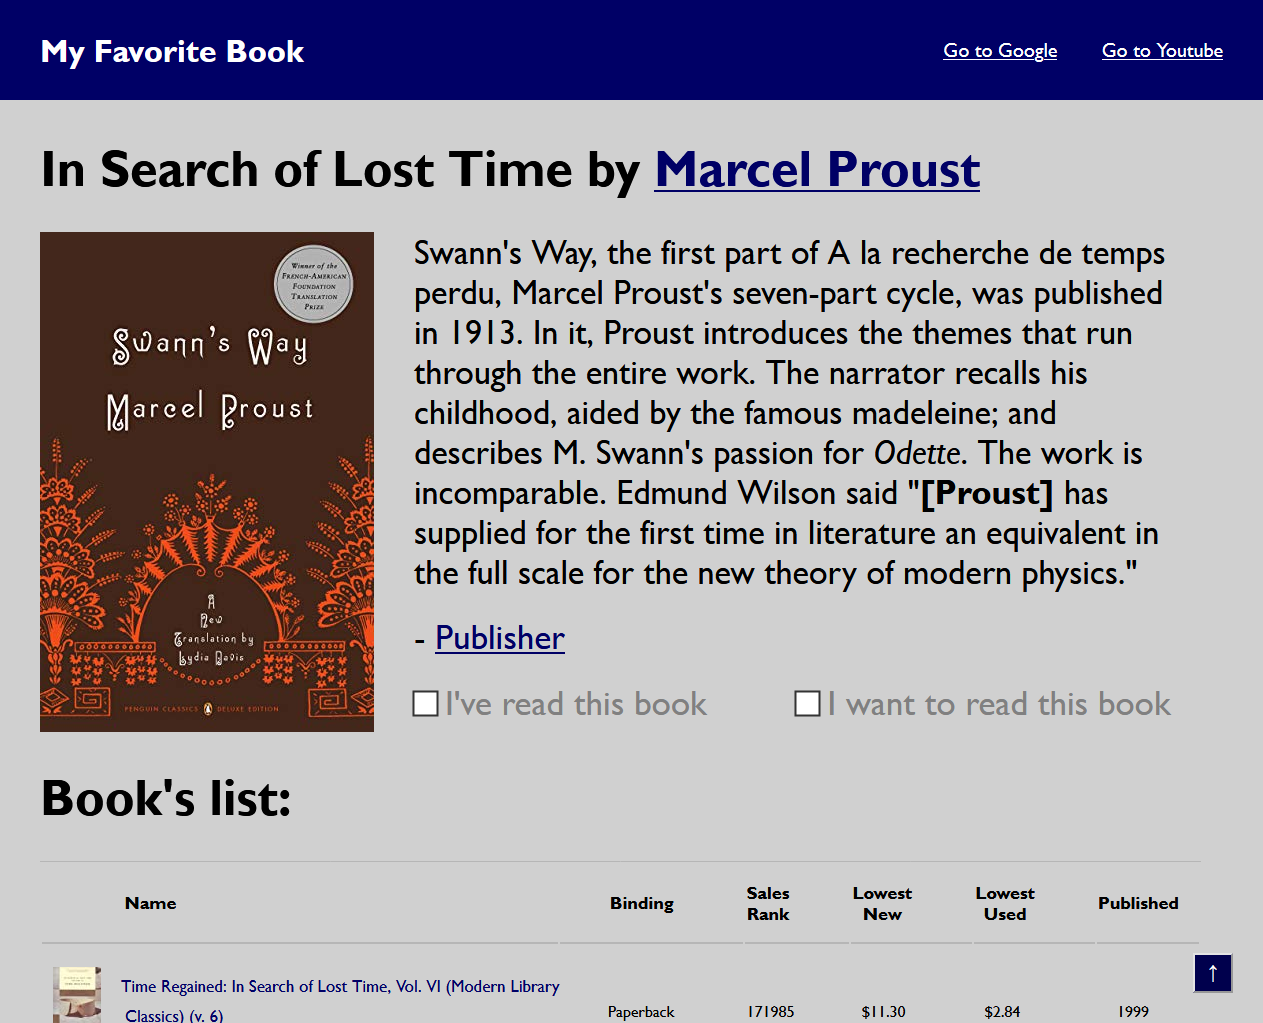 My Favorite Book
Go to Google
Go to Youtube
In Search of Lost Time by Marcel Proust
Winner of the
FRENCH-AMERICAN
FOUNDATION
TRANSLATION
PRIZE
Swann's Way
Marcel Proust
A
New
Translation by
Lydia Davis
PENGUIN CLASSICS DELUXE EDITION
Swann's Way, the first part of A la recherche de temps
perdu, Marcel Proust's seven-part cycle, was published
in 1913. In it, Proust introduces the themes that run
through the entire work. The narrator recalls his
childhood, aided by the famous madeleine; and
describes M. Swann's passion for Odette. The work is
incomparable. Edmund Wilson said "[Proust] has
supplied for the first time in literature an equivalent in
the full scale for the new theory of modern physics."
- Publisher
I've read this book
I want to read this book
Book's list:
Name
Binding
Sales
Rank
Lowest
New
Lowest
Used
Published
Time Regained: In Search of Lost Time, Vol. VI (Modern Library
Classics) (v. 6)
Paperback
171985
$11.30
$2.84
1999
↑